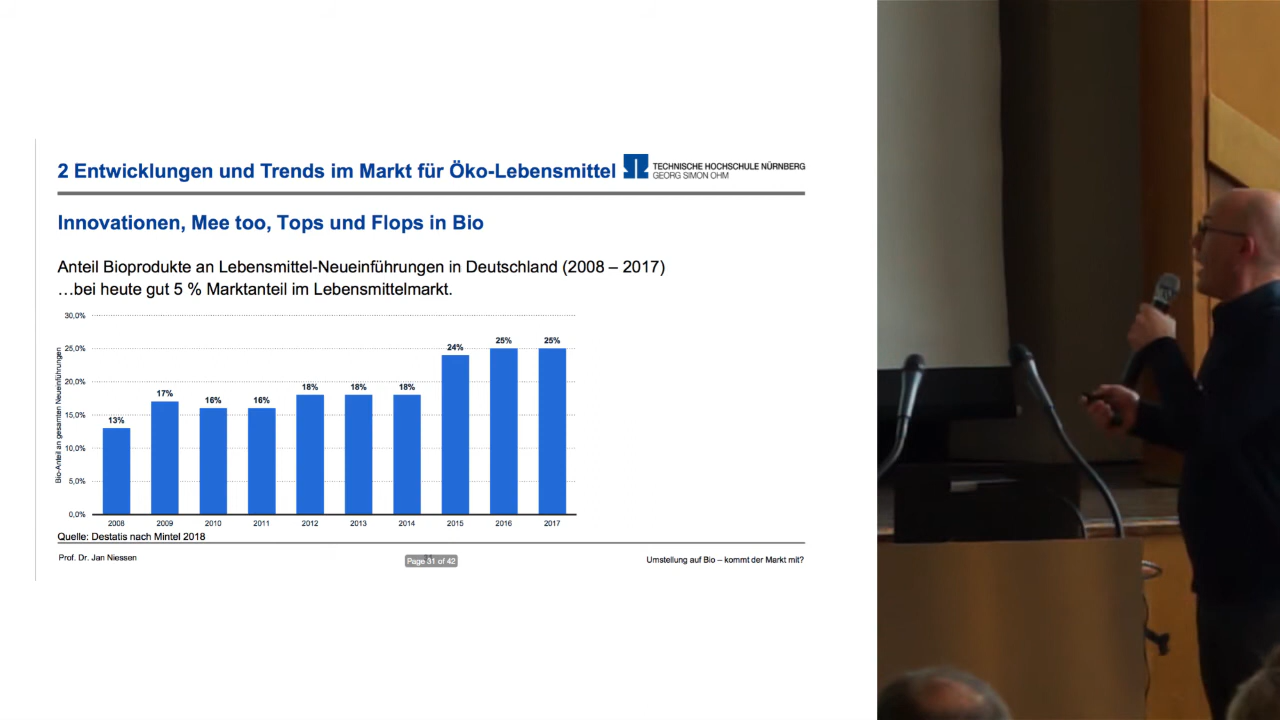 2 Entwicklungen und Trends im Markt für Öko-Lebensmittel
TECHNISCHE HOCHSCHULE NÜRNBERG
GEORG SIMON OHM
Innovationen, Mee too, Tops und Flops in Bio
Anteil Bioprodukte an Lebensmittel-Neueinführungen in Deutschland (2008 – 2017)
…bei heute gut 5 % Marktanteil im Lebensmittelmarkt.
Bio-Anteil an gesamten Neueinführungen
30,0%
25,0%
20,0%
15,0%
10,0%
5,0%
0,0%
13% 17% 16% 16% 18% 18% 18% 24% 25% 25%
2008 2009 2010 2011 2012 2013 2014 2015 2016 2017
Quelle: Destatis nach Mintel 2018
Prof. Dr. Jan Niessen
Page 31 of 42
Umstellung auf Bio – kommt der Markt mit?